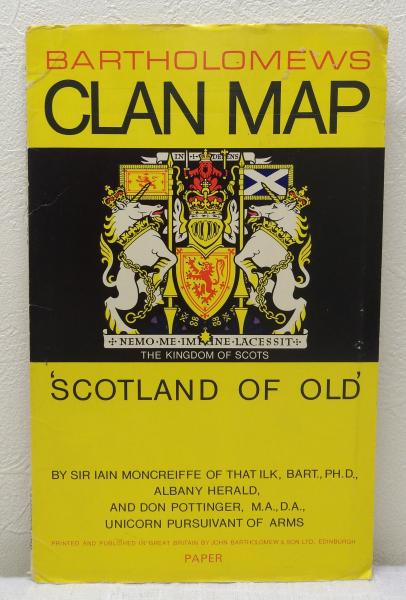 BARTHOLOMEWS
CLAN MAP
IN DEFENS
NEMO·ME·IMPUNE·LACESSIT
THE KINGDOM OF SCOTS
'SCOTLAND OF OLD'
BY SIR IAIN MONCREIFFE OF THAT ILK, BART., PH.D.,
ALBANY HERALD,
AND DON POTTINGER, M.A., D.A.,
UNICORN PURSUIVANT OF ARMS
PRINTED AND PUBLISHED IN GREAT BRITAIN BY JOHN BARTHOLOMEW & SON LTD., EDINBURGH
PAPER